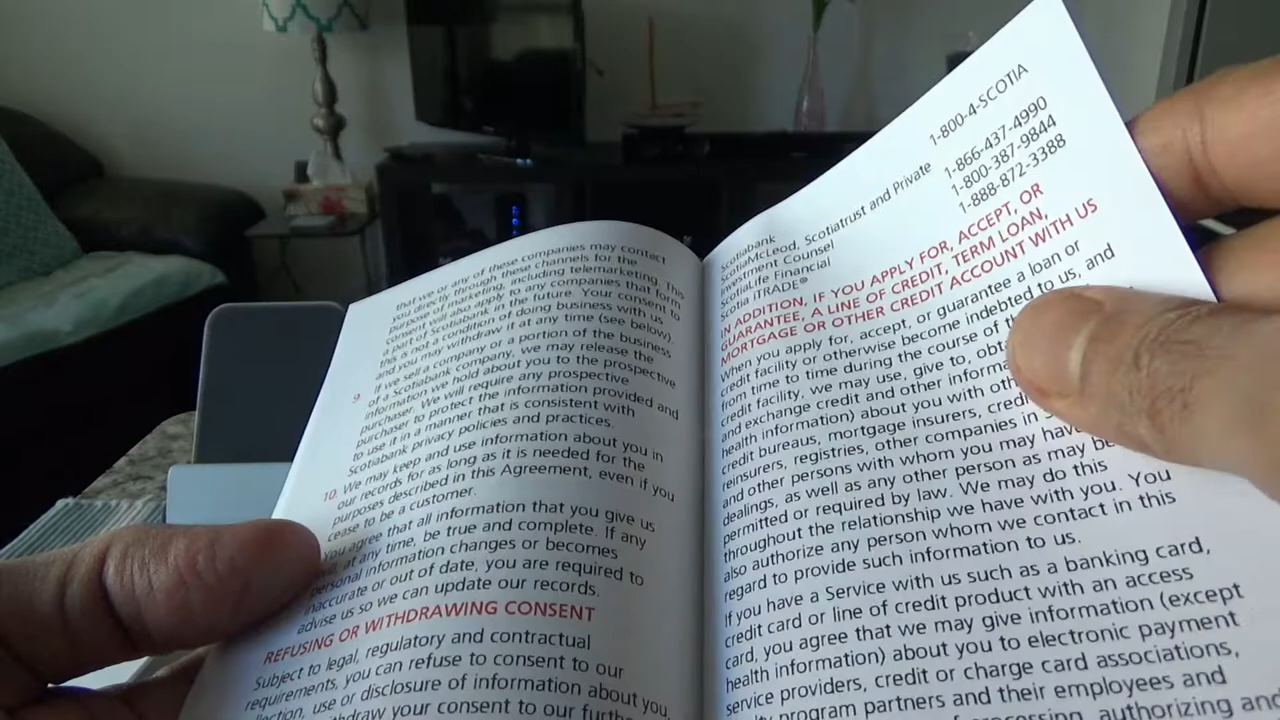 that we or any of these companies may contact
you directly, through these channels for the
purpose of marketing, including telemarketing. This
consent will also apply to any companies that form
a part of Scotiabank in the future. Your consent to
this is not a condition of doing business with us
and you may withdraw it at any time (see below).
9. If we sell a company or a portion of the business
of a Scotiabank company, we may release the
information we hold about you to the prospective
purchaser. We will require any prospective
purchaser to protect the information provided and
to use it in a manner that is consistent with
Scotiabank privacy policies and practices.
10. We may keep and use information about you in
our records for as long as it is needed for the
purposes described in this Agreement, even if you
cease to be a customer.
You agree that all information that you give us
at any time, be true and complete. If any
personal information changes or becomes
inaccurate or out of date, you are required to
advise us so we can update our records.
REFUSING OR WITHDRAWING CONSENT
Subject to legal, regulatory and contractual
requirements, you can refuse to consent to our
use or disclosure of information about you,
your consent to our
Scotiabank 1-800-4-SCOTIA
ScotiaMcLeod, Scotiatrust and Private
Investment Counsel 1-866-437-4990
ScotiaLife Financial 1-800-387-9844
Scotia iTRADE® 1-888-872-3388
IN ADDITION, IF YOU APPLY FOR, ACCEPT, OR
GUARANTEE, A LINE OF CREDIT, TERM LOAN,
MORTGAGE OR OTHER CREDIT ACCOUNT WITH US
When you apply for, accept, or guarantee a loan or
credit facility or otherwise become indebted to us, and
from time to time during the course of
credit facility, we may use, give to,
and exchange credit and other
health information) about you with
credit bureaus, mortgage insurers,
reinsurers, registries, other companies in
and other persons with whom you may have
dealings, as well as any other person as may be
permitted or required by law. We may do this
throughout the relationship we have with you. You
also authorize any person whom we contact in this
regard to provide such information to us.
If you have a Service with us such as a banking card,
credit card or line of credit product with an access
card, you agree that we may give information (except
health information) about you to electronic payment
service providers, credit or charge card associations,
program partners and their employees and
authorizing and